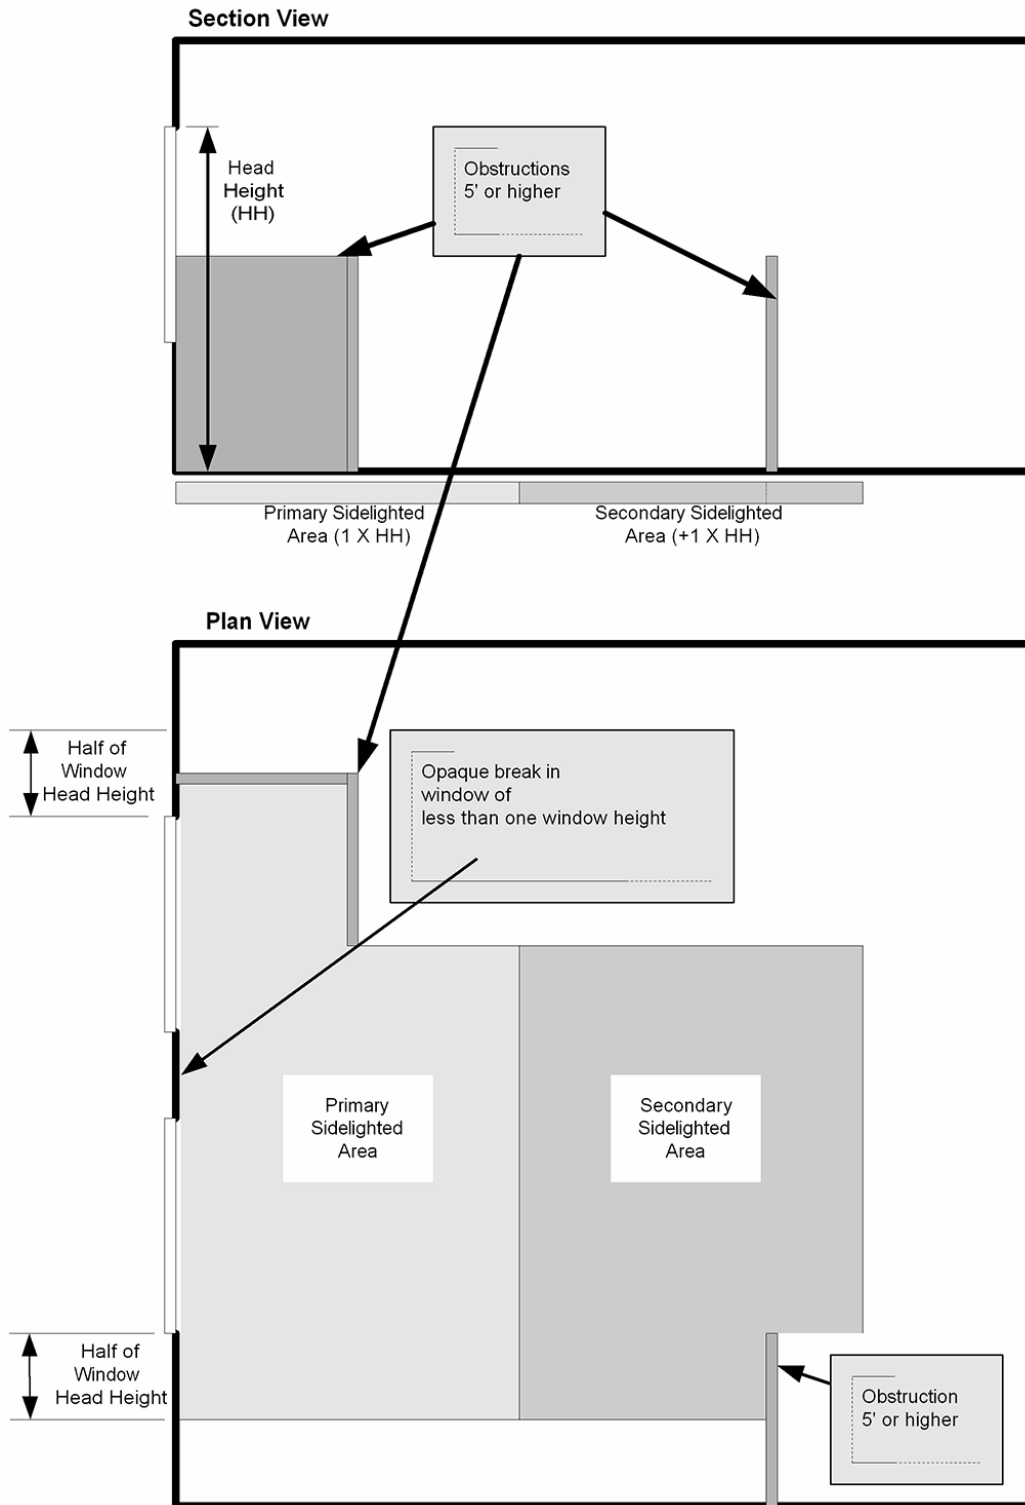 Section View
Head
Height
(HH)
Obstructions
5' or higher
Primary Sidelighted
Area (1 X HH)
Secondary Sidelighted
Area (+1 X HH)
Plan View
Half of
Window
Head Height
Opaque break in
window of
less than one window height
Primary
Sidelighted
Area
Secondary
Sidelighted
Area
Half of
Window
Head Height
Obstruction
5' or higher